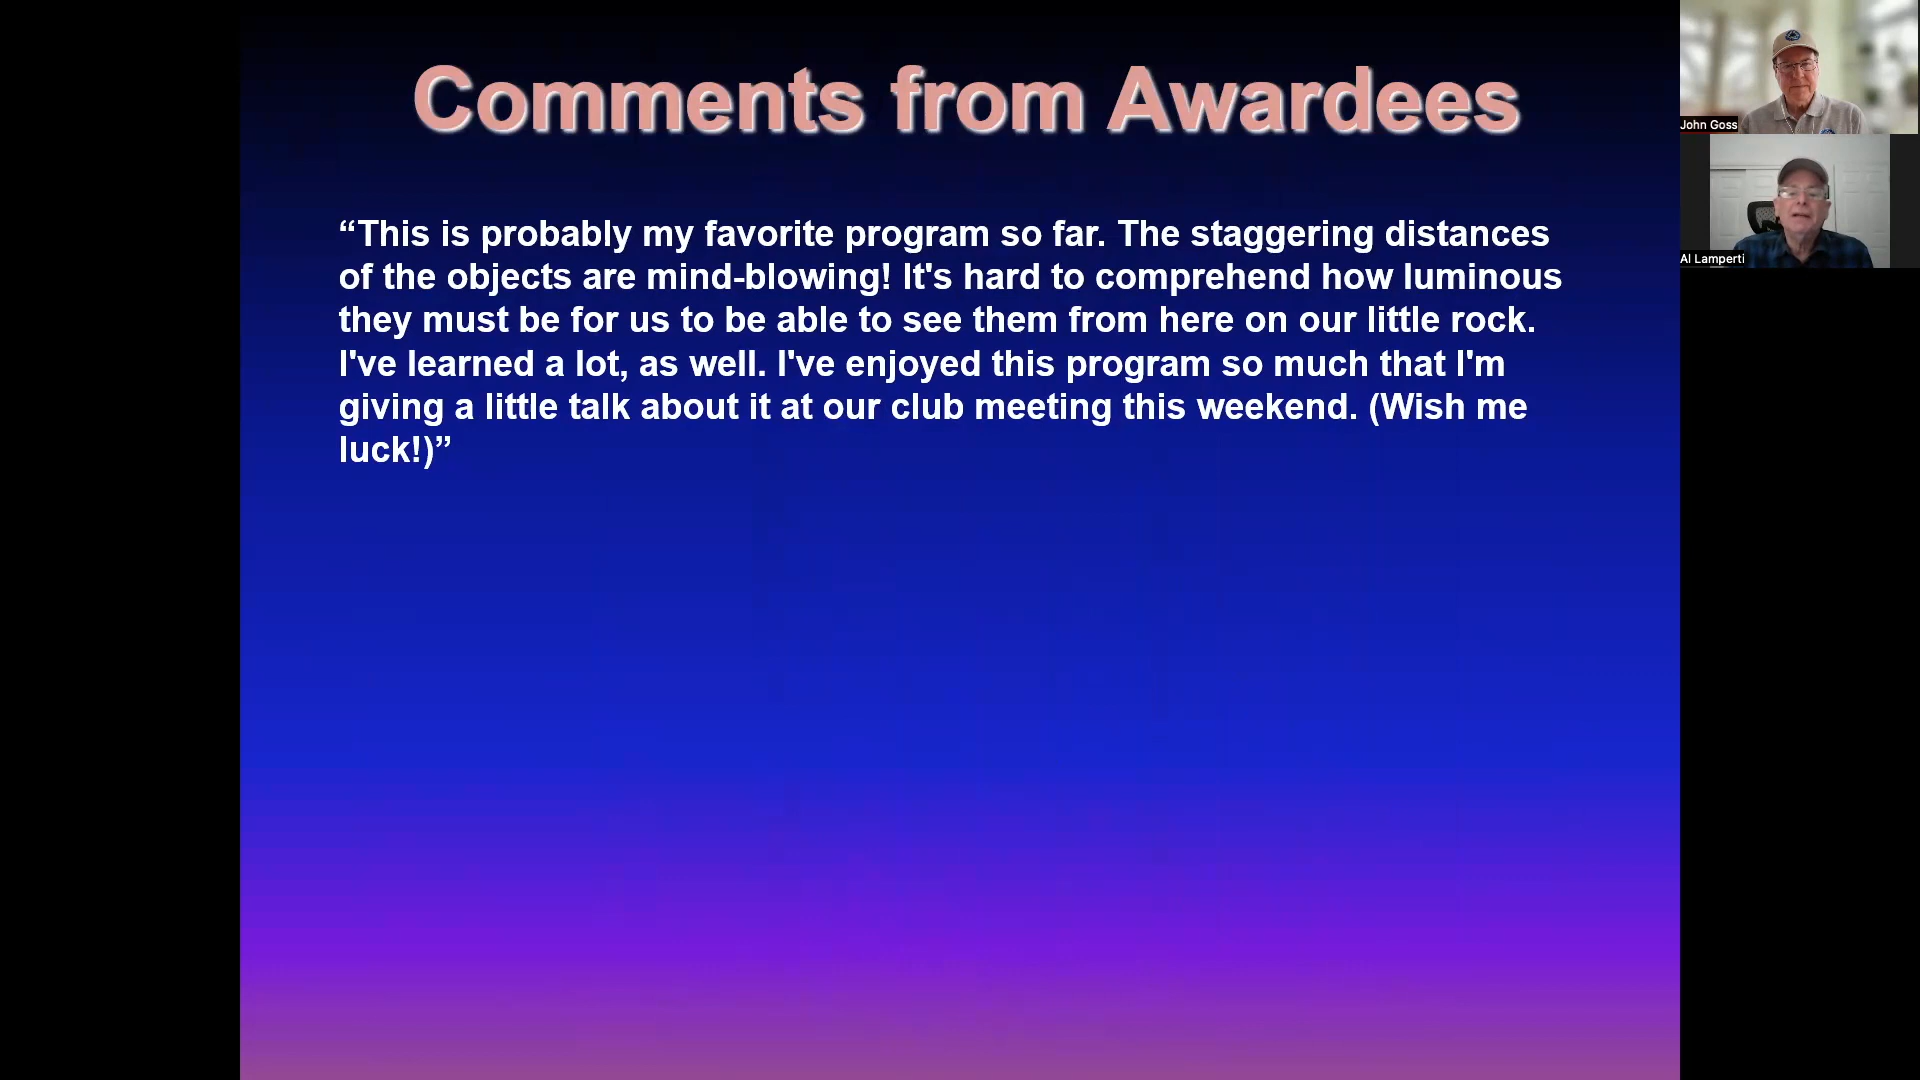 Comments from Awardees
“This is probably my favorite program so far. The staggering distances
of the objects are mind-blowing! It's hard to comprehend how luminous
they must be for us to be able to see them from here on our little rock.
I've learned a lot, as well. I've enjoyed this program so much that I'm
giving a little talk about it at our club meeting this weekend. (Wish me
luck!)”
John Goss
Al Lamperti